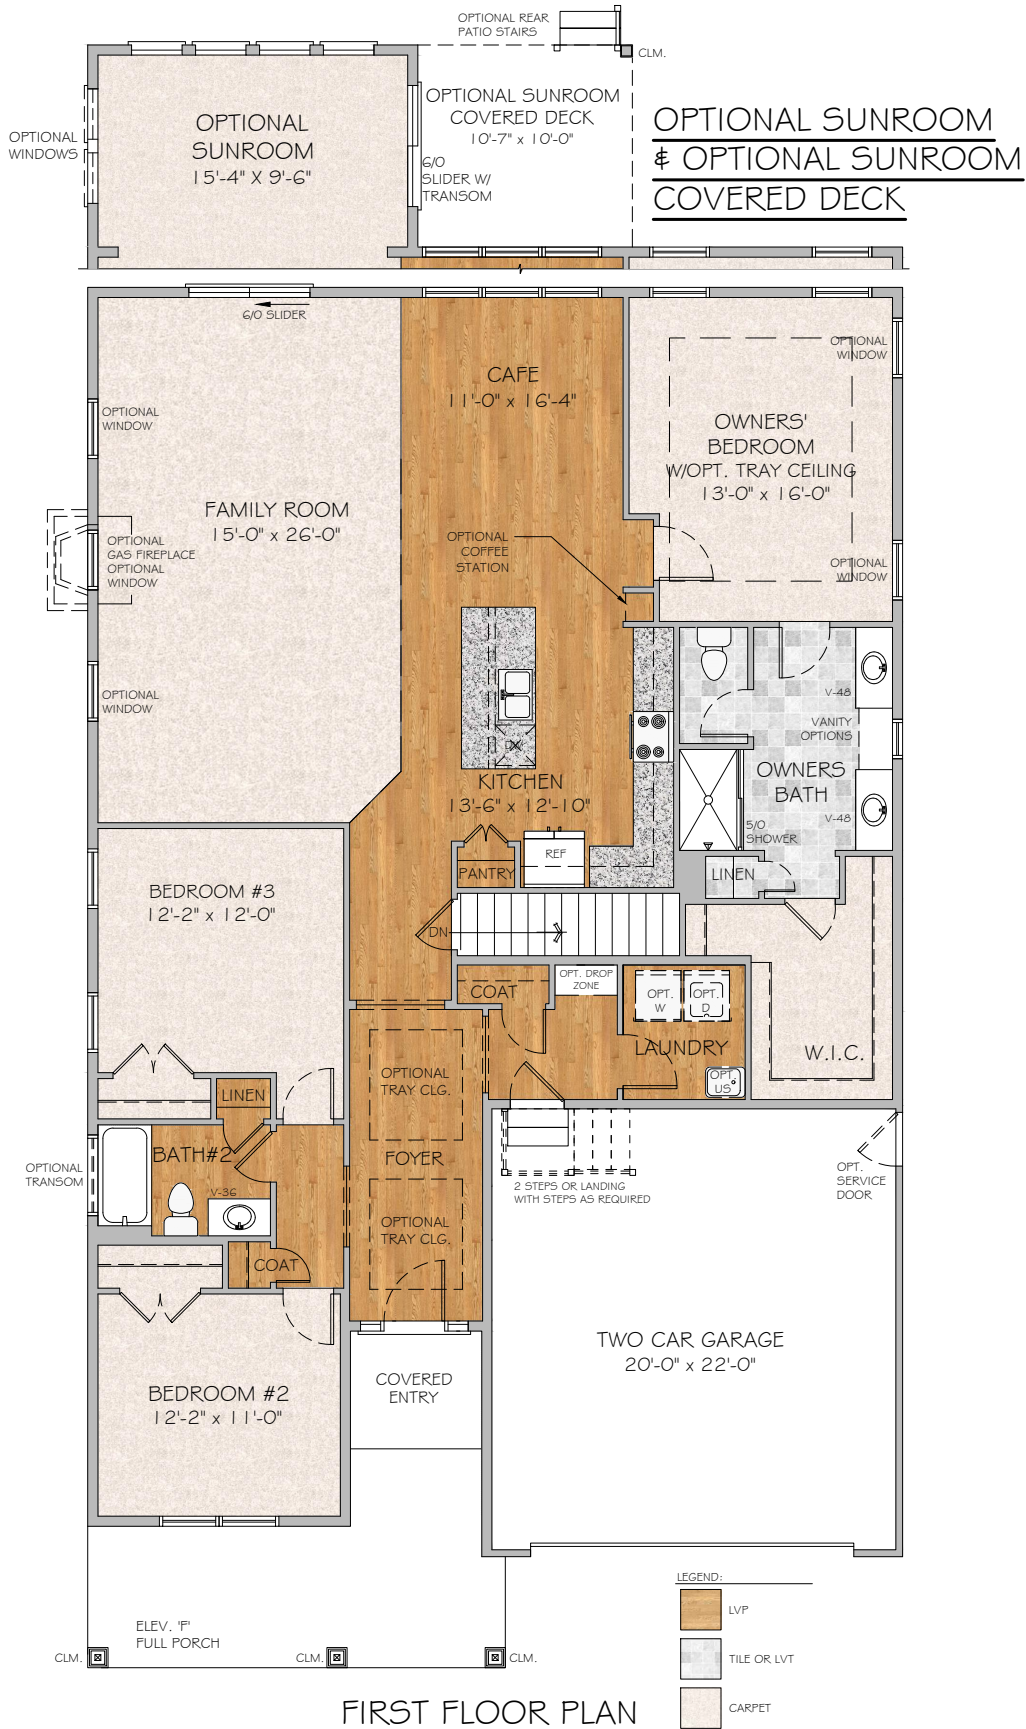 OPTIONAL REAR
PATIO STAIRS
CLM.
OPTIONAL SUNROOM
& OPTIONAL SUNROOM
COVERED DECK
OPTIONAL
WINDOWS
OPTIONAL
SUNROOM
15'-4" X 9'-6"
OPTIONAL SUNROOM
COVERED DECK
10'-7" x 10'-0"
6/0
SLIDER W/
TRANSOM
6/0 SLIDER
CAFE
11'-0" x 16'-4"
OPTIONAL
WINDOW
OPTIONAL
WINDOW
OWNERS'
BEDROOM
W/OPT. TRAY CEILING
13'-0" x 16'-0"
FAMILY ROOM
15'-0" x 26'-0"
OPTIONAL
GAS FIREPLACE
OPTIONAL
WINDOW
OPTIONAL
COFFEE
STATION
OPTIONAL
WINDOW
OPTIONAL
WINDOW
V-48
VANITY
OPTIONS
OWNERS
BATH
V-48
5/0
SHOWER
KITCHEN
13'-6" x 12'-10"
REF
PANTRY
LINEN
BEDROOM #3
12'-2" x 12'-0"
DN
COAT
OPT. DROP
ZONE
OPT.
W
OPT.
D
LAUNDRY
OPT.
US
W.I.C.
OPTIONAL
TRAY CLG.
LINEN
FOYER
BATH#2
OPTIONAL
TRANSOM
V-36
2 STEPS OR LANDING
WITH STEPS AS REQUIRED
OPT.
SERVICE
DOOR
OPTIONAL
TRAY CLG.
COAT
TWO CAR GARAGE
20'-0" x 22'-0"
COVERED
ENTRY
BEDROOM #2
12'-2" x 11'-0"
ELEV. 'F'
FULL PORCH
CLM.
CLM.
CLM.
LEGEND:
LVP
TILE OR LVT
CARPET
FIRST FLOOR PLAN